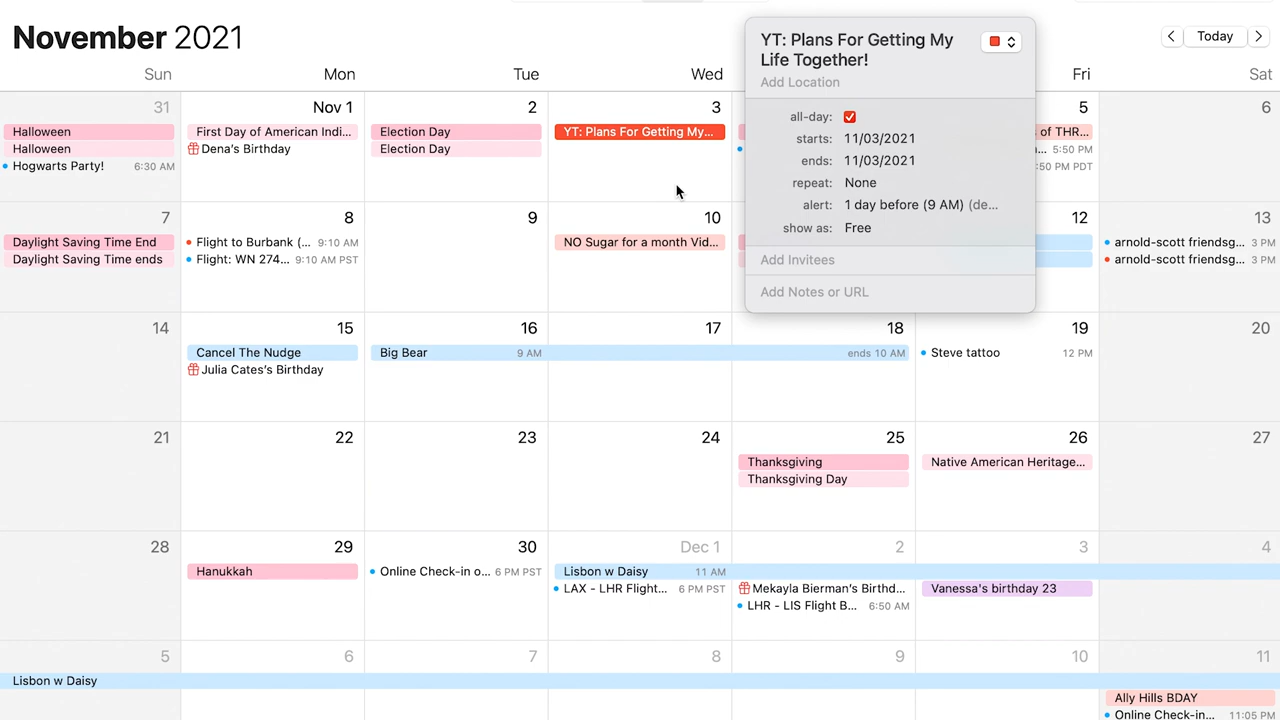 November 2021
Today
Sun Mon Tue Wed Fri Sat
31 Nov 1 2 3 5 6
Halloween
Halloween
Hogwarts Party! 6:30 AM
First Day of American Indi...
Dena's Birthday
Election Day
Election Day
YT: Plans For Getting My...
of THR...
5:50 PM
:50 PM PDT
YT: Plans For Getting My
Life Together!
Add Location
all-day:
starts: 11/03/2021
ends: 11/03/2021
repeat: None
alert: 1 day before (9 AM) (de...
show as: Free
Add Invitees
Add Notes or URL
7 8 9 10 12 13
Daylight Saving Time End
Daylight Saving Time ends
Flight to Burbank (... 9:10 AM
Flight: WN 274... 9:10 AM PST
NO Sugar for a month Vid...
arnold-scott friendsg... 3 PM
arnold-scott friendsg... 3 PM
14 15 16 17 18 19 20
Cancel The Nudge
Julia Cates's Birthday
Big Bear 9 AM
ends 10 AM
Steve tattoo 12 PM
21 22 23 24 25 26 27
Thanksgiving
Thanksgiving Day
Native American Heritage...
28 29 30 Dec 1 2 3 4
Hanukkah
Online Check-in o... 6 PM PST
Lisbon w Daisy 11 AM
LAX - LHR Flight... 6 PM PST
Mekayla Bierman's Birthd...
LHR - LIS Flight B... 6:50 AM
Vanessa's birthday 23
5 6 7 8 9 10 11
Lisbon w Daisy
Ally Hills BDAY
Online Check-in... 11:05 PM